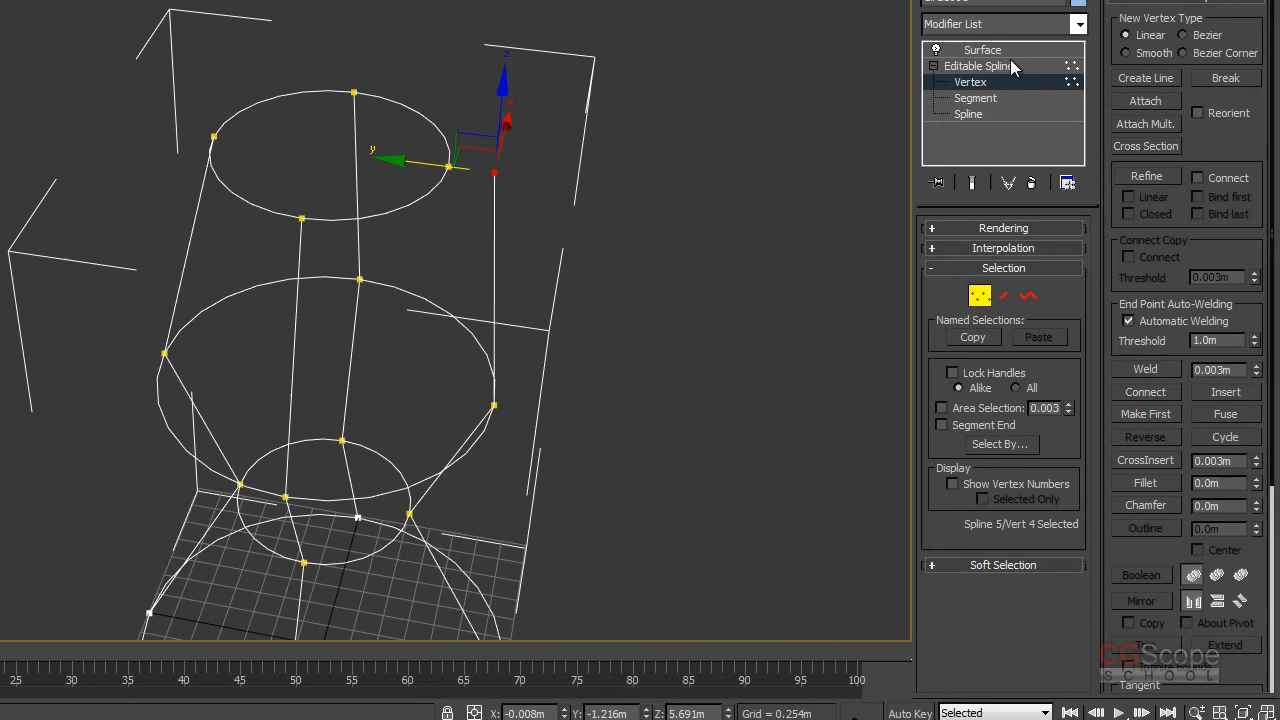 Modifier List
Surface
Editable Spline
Vertex
Segment
Spline
Rendering
Interpolation
Selection
Named Selections:
Copy Paste
Lock Handles
Alike All
Area Selection: 0.003
Segment End
Select By...
Display
Show Vertex Numbers
Selected Only
Spline 5/Vert 4 Selected
Soft Selection
New Vertex Type
Linear Bezier
Smooth Bezier Corner
Create Line Break
Attach Reorient
Attach Mult.
Cross Section
Refine Connect
Linear Bind first
Closed Bind last
Connect Copy
Connect
Threshold 0.003m
End Point Auto-Welding
Automatic Welding
Threshold 1.0m
Weld 0.003m
Connect Insert
Make First Fuse
Reverse Cycle
CrossInsert 0.003m
Fillet 0.0m
Chamfer 0.0m
Outline 0.0m
Center
Boolean
Mirror
Copy About Pivot
Extend
Infinite Bounds
Tangent
CGScope
SCHOOL
z
x
y
25 30 35 40 45 50 55 60 65 70 75 80 85 90 95 100
X: -0.008m Y: -1.216m Z: 5.691m Grid = 0.254m Auto Key Selected